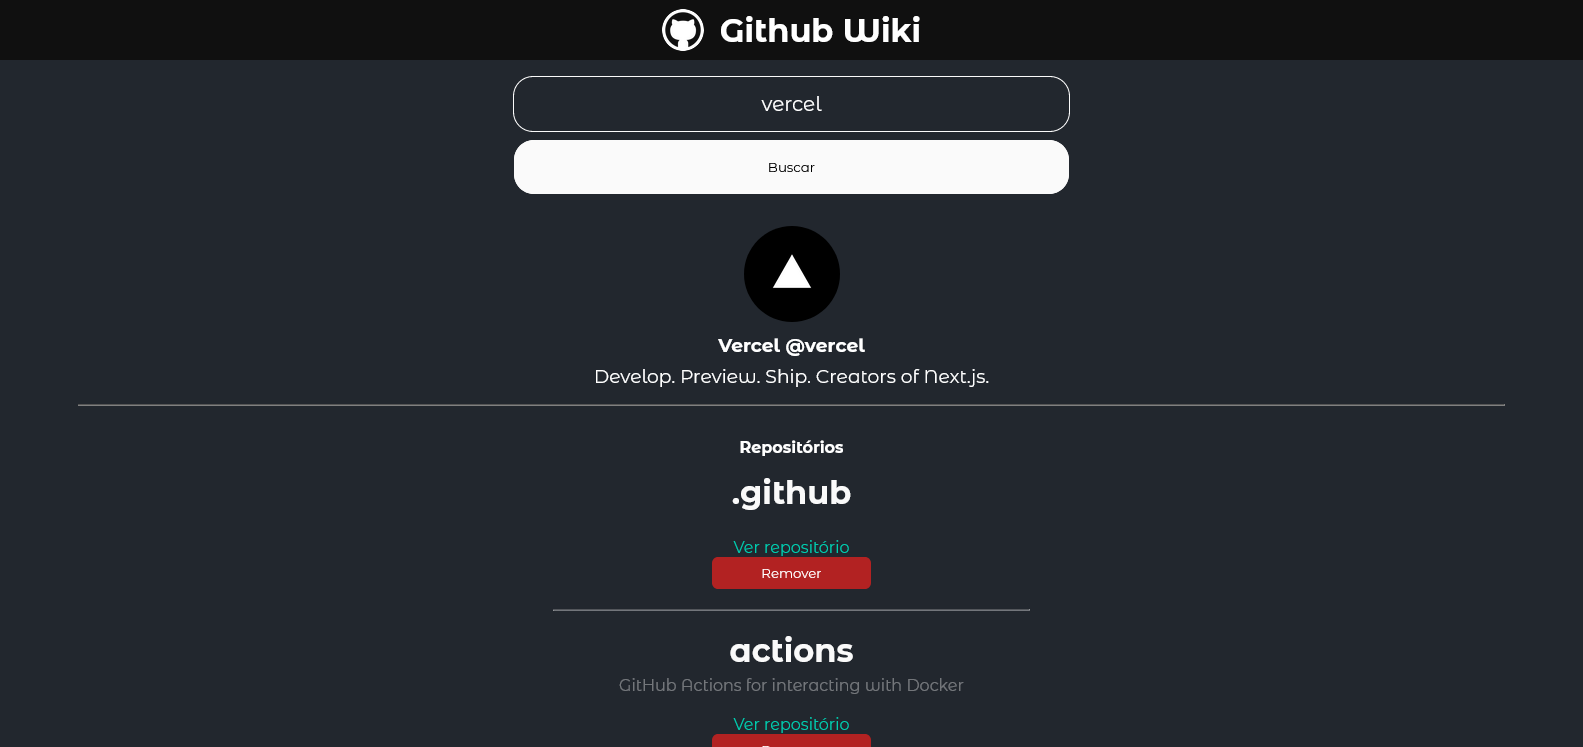 Github Wiki
vercel
Buscar
Vercel @vercel
Develop. Preview. Ship. Creators of Next.js.
Repositórios
.github
Ver repositório
Remover
actions
GitHub Actions for interacting with Docker
Ver repositório